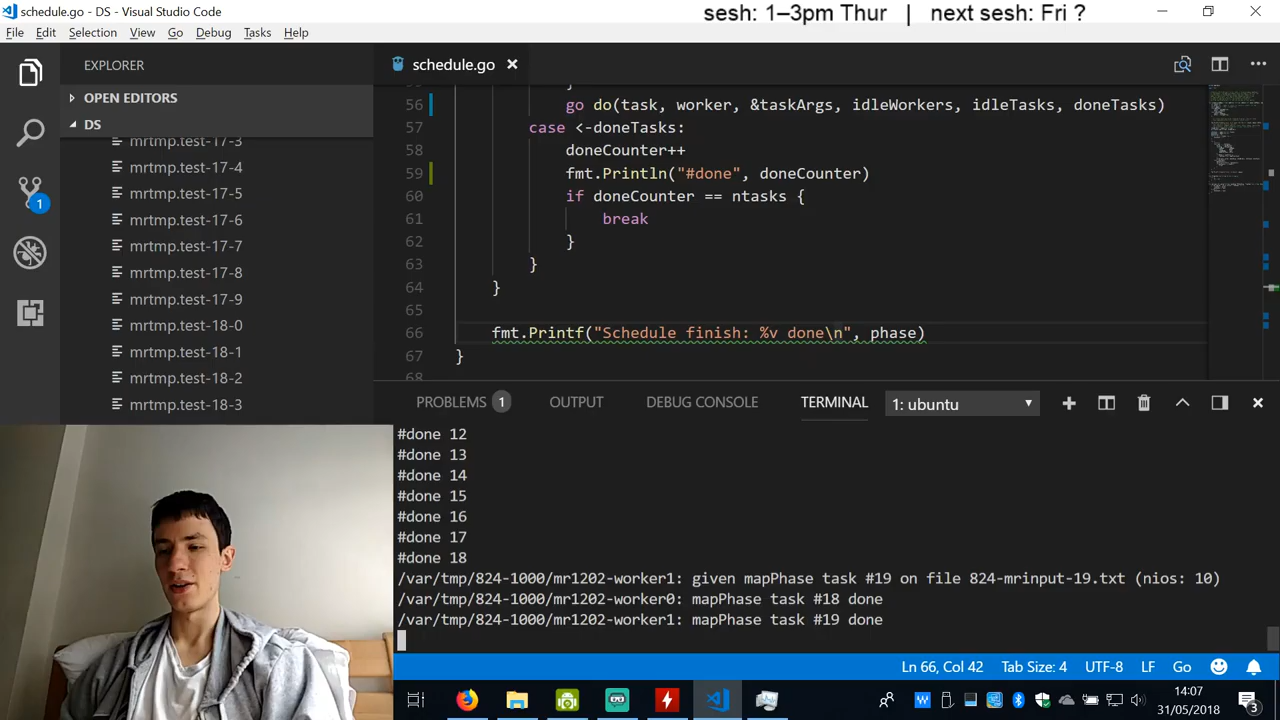 schedule.go - DS - Visual Studio Code
sesh: 1–3pm Thur | next sesh: Fri ?
File Edit Selection View Go Debug Tasks Help
EXPLORER
OPEN EDITORS
DS
mrtmp.test-17-3
mrtmp.test-17-4
mrtmp.test-17-5
mrtmp.test-17-6
mrtmp.test-17-7
mrtmp.test-17-8
mrtmp.test-17-9
mrtmp.test-18-0
mrtmp.test-18-1
mrtmp.test-18-2
mrtmp.test-18-3
1
schedule.go
56 go do(task, worker, &taskArgs, idleWorkers, idleTasks, doneTasks)
57 case <-doneTasks:
58 doneCounter++
59 fmt.Println("#done", doneCounter)
60 if doneCounter == ntasks {
61 break
62 }
63 }
64 }
65
66 fmt.Printf("Schedule finish: %v done\n", phase)
67 }
68
PROBLEMS 1 OUTPUT DEBUG CONSOLE TERMINAL 1: ubuntu
#done 12
#done 13
#done 14
#done 15
#done 16
#done 17
#done 18
/var/tmp/824-1000/mr1202-worker1: given mapPhase task #19 on file 824-mrinput-19.txt (nios: 10)
/var/tmp/824-1000/mr1202-worker0: mapPhase task #18 done
/var/tmp/824-1000/mr1202-worker1: mapPhase task #19 done
Ln 66, Col 42 Tab Size: 4 UTF-8 LF Go
14:07
31/05/2018
3